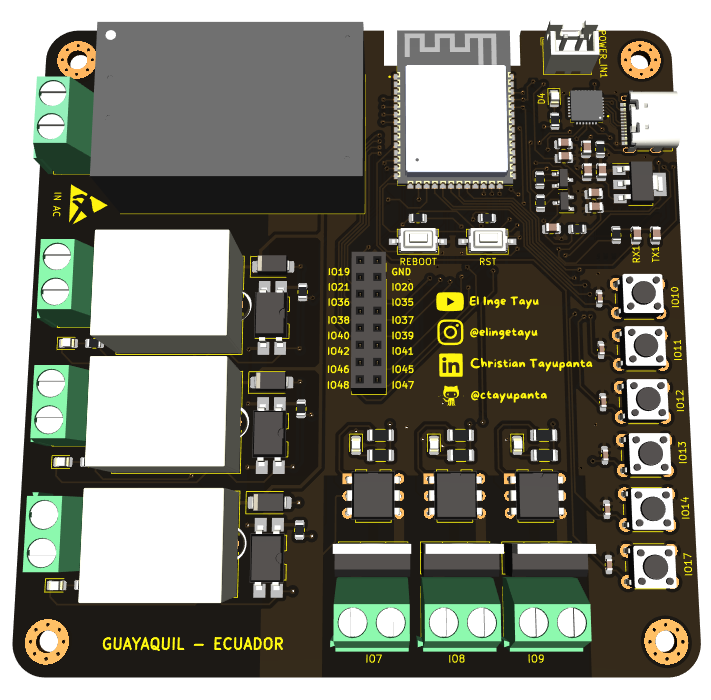 POWER_IN1
D4
IN AC
RX1
TX1
REBOOT
RST
IO19 GND
IO21 IO20
IO36 IO35
IO38 IO37
IO40 IO39
IO42 IO41
IO46 IO45
IO48 IO47
El Inge Tayu
@elingetayu
in Christian Tayupanta
@ctayupanta
IO10
IO11
IO12
IO13
IO14
IO17
GUAYAQUIL – ECUADOR
IO7 IO8 IO9